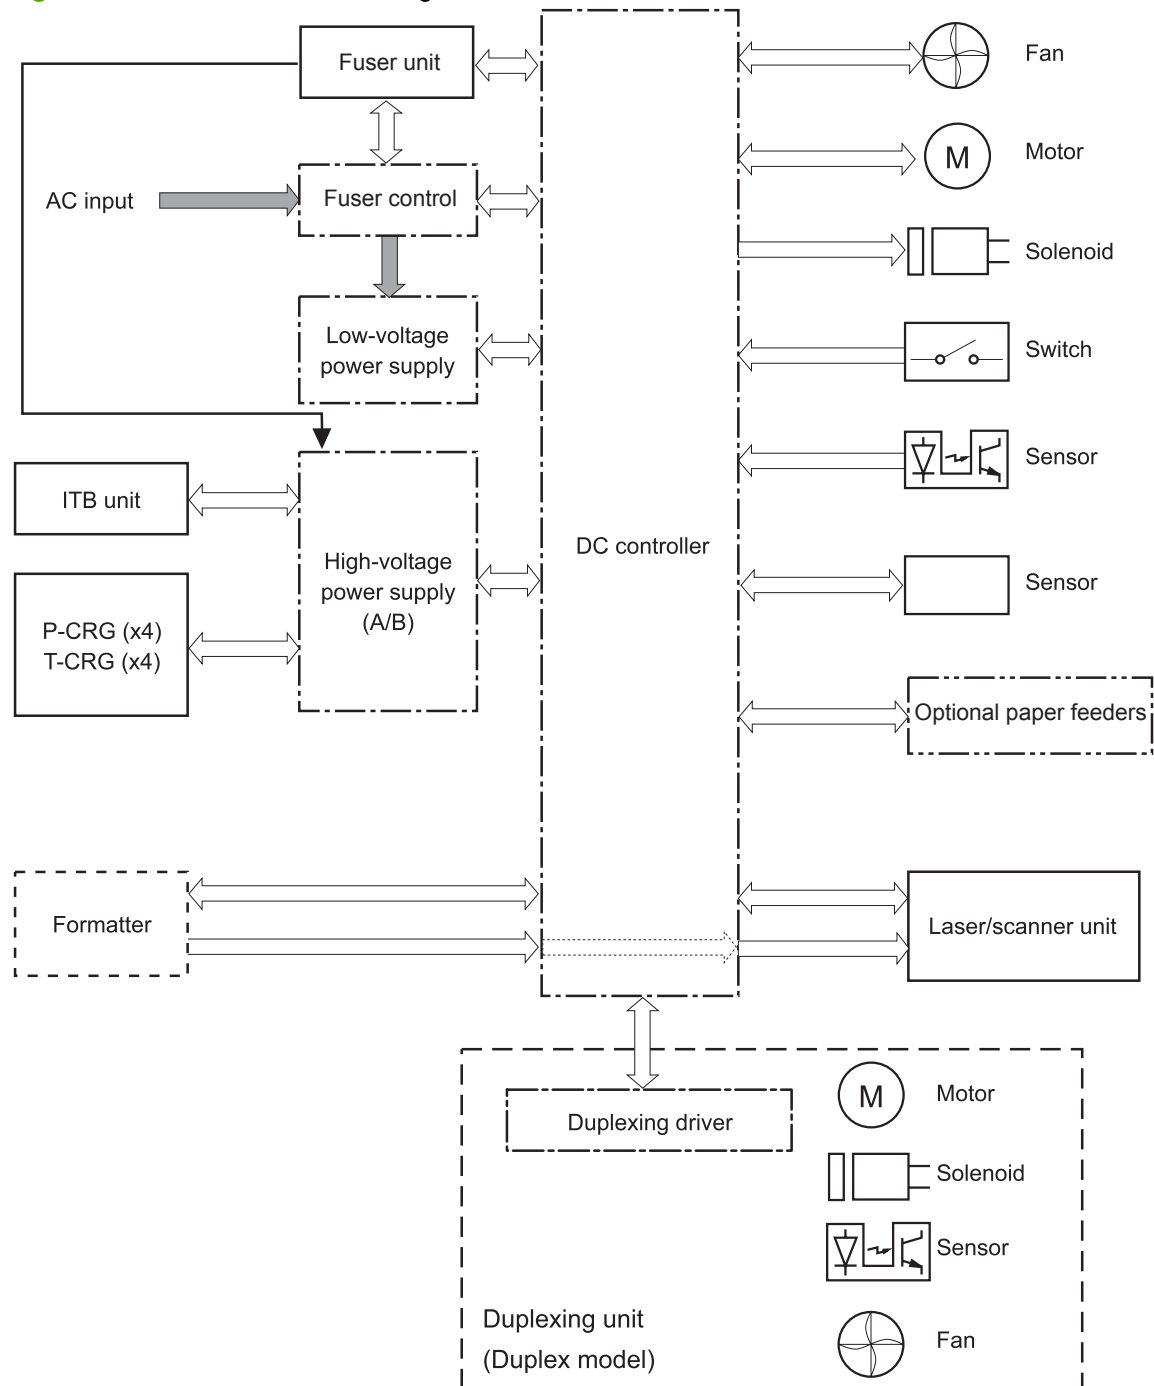 Fuser unit
Fan
Motor
M
AC input
Fuser control
Solenoid
Low-voltage
power supply
Switch
Sensor
ITB unit
DC controller
High-voltage
power supply
(A/B)
Sensor
P-CRG (x4)
T-CRG (x4)
Optional paper feeders
Formatter
Laser/scanner unit
M
Motor
Duplexing driver
Solenoid
Sensor
Duplexing unit
(Duplex model)
Fan